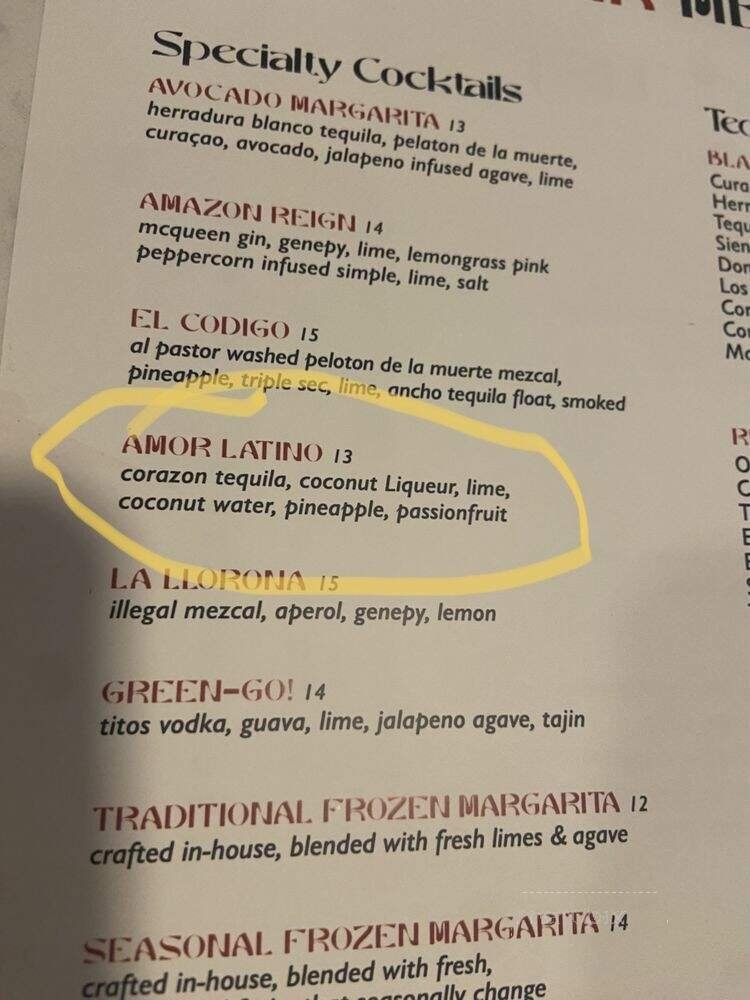 Specialty Cocktails
AVOCADO MARGARITA 13
herradura blanco tequila, pelaton de la muerte,
curaçao, avocado, jalapeno infused agave, lime
AMAZON REIGN 14
mcqueen gin, genepy, lime, lemongrass pink
peppercorn infused simple, lime, salt
EL CODIGO 15
al pastor washed peloton de la muerte mezcal,
pineapple, triple sec, lime, ancho tequila float, smoked
AMOR LATINO 13
corazon tequila, coconut Liqueur, lime,
coconut water, pineapple, passionfruit
LA LLORONA 15
illegal mezcal, aperol, genepy, lemon
GREEN-GO! 14
titos vodka, guava, lime, jalapeno agave, tajin
TRADITIONAL FROZEN MARGARITA 12
crafted in-house, blended with fresh limes & agave
SEASONAL FROZEN MARGARITA 14
crafted in-house, blended with fresh,
that seasonally change
Los